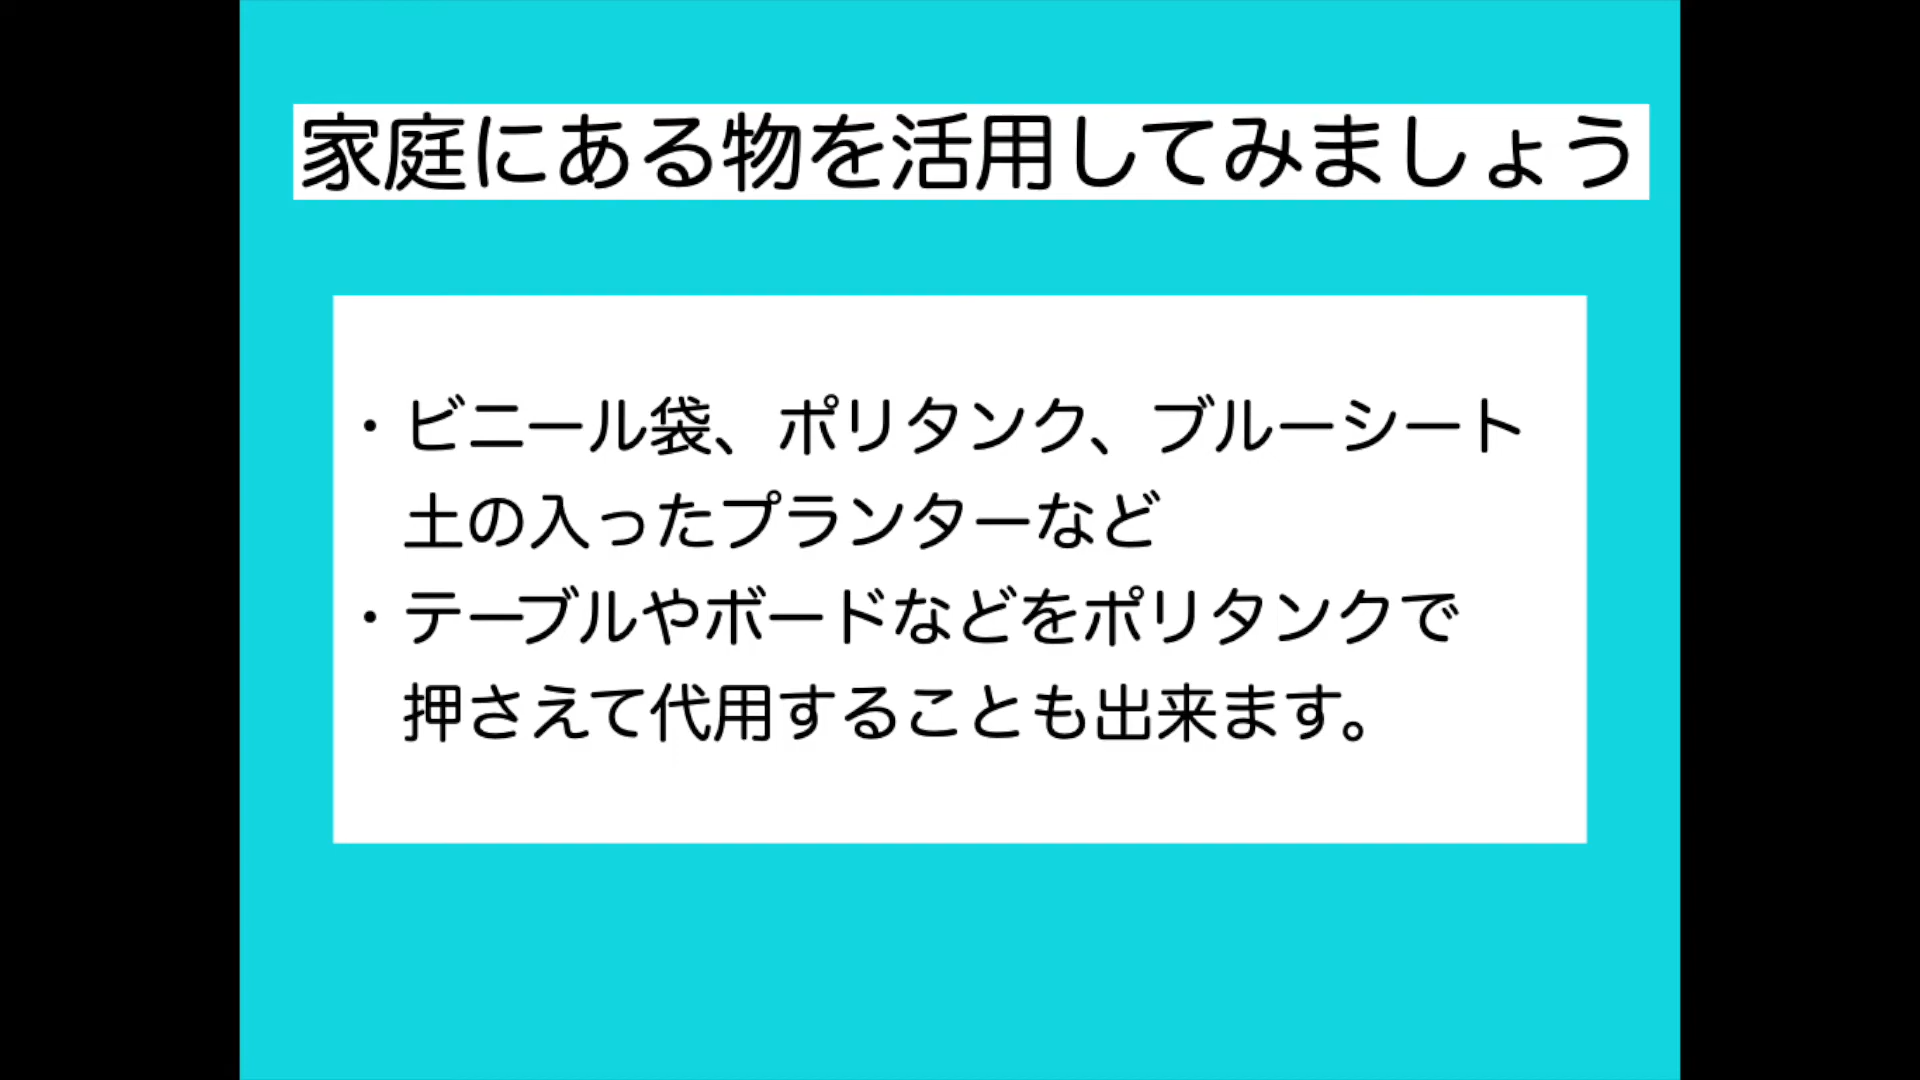 家庭にある物を活用してみましょう
・ビニール袋、ポリタンク、ブルーシート
土の入ったプランターなど
・テーブルやボードなどをポリタンクで
押さえて代用することも出来ます。